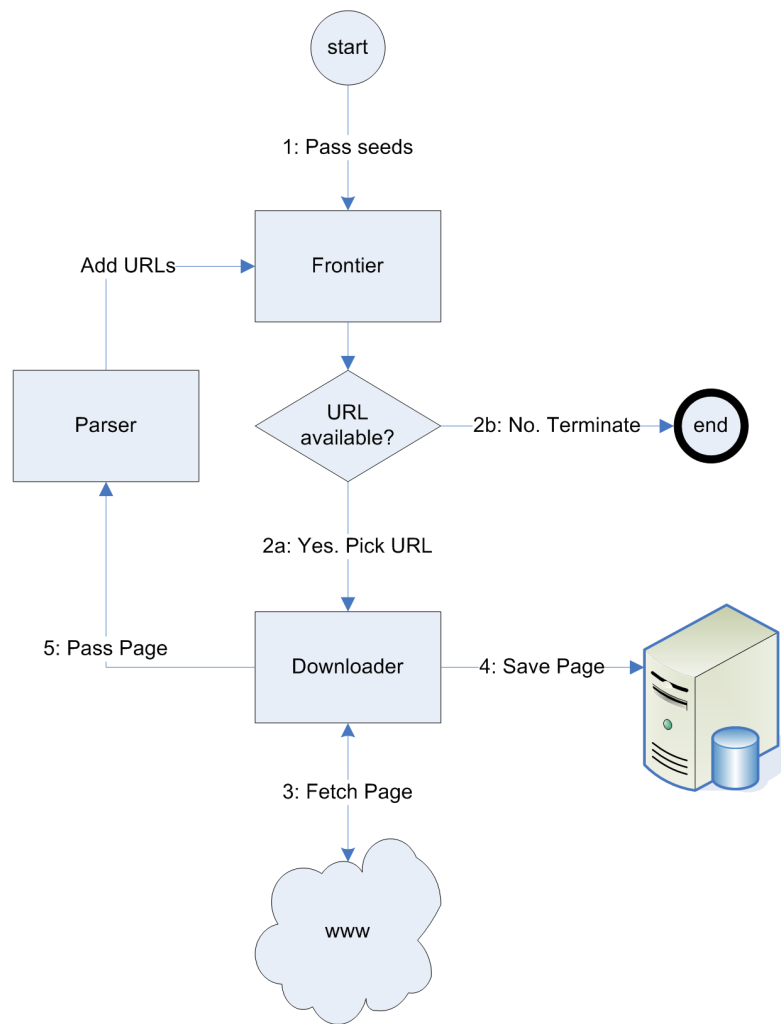 start
1: Pass seeds
Add URLs
Frontier
Parser
URL
available?
2b: No. Terminate
end
2a: Yes. Pick URL
5: Pass Page
Downloader
4: Save Page
3: Fetch Page
www